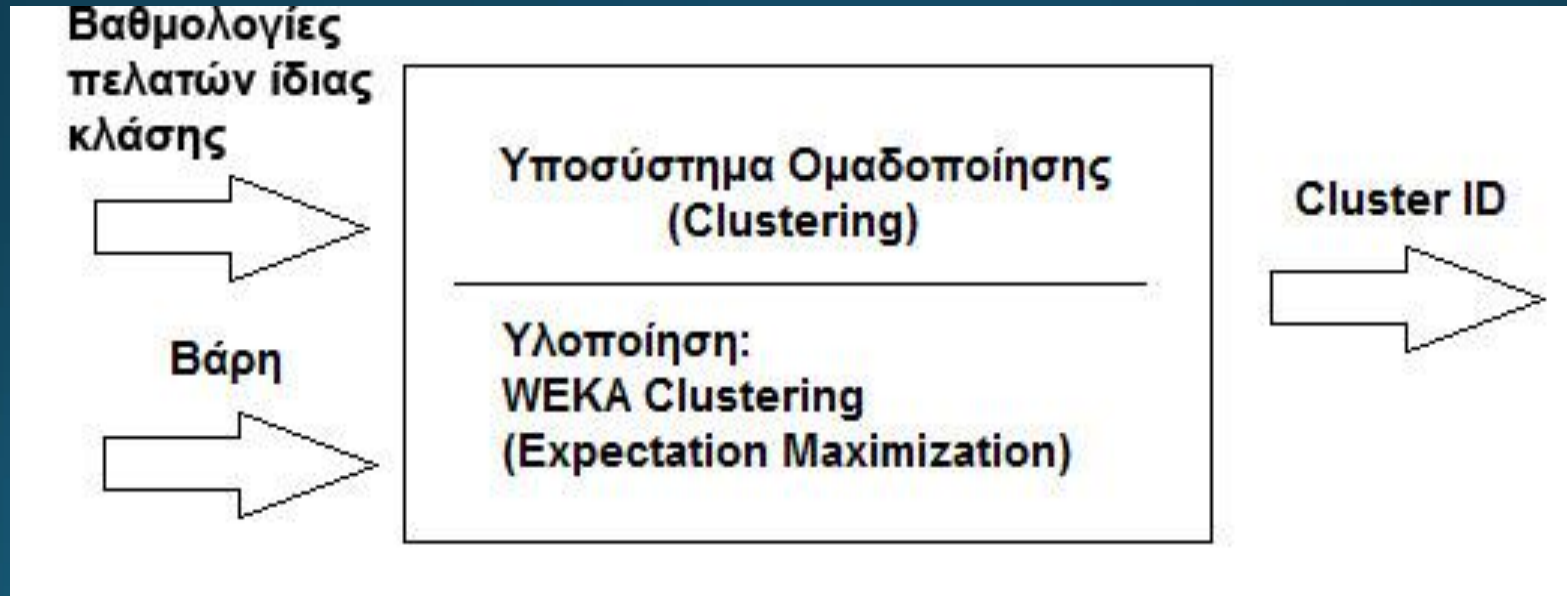 Βαθμολογίες
πελατών ίδιας
κλάσης
Βάρη
Υποσύστημα Ομαδοποίησης
(Clustering)
Υλοποίηση:
WEKA Clustering
(Expectation Maximization)
Cluster ID